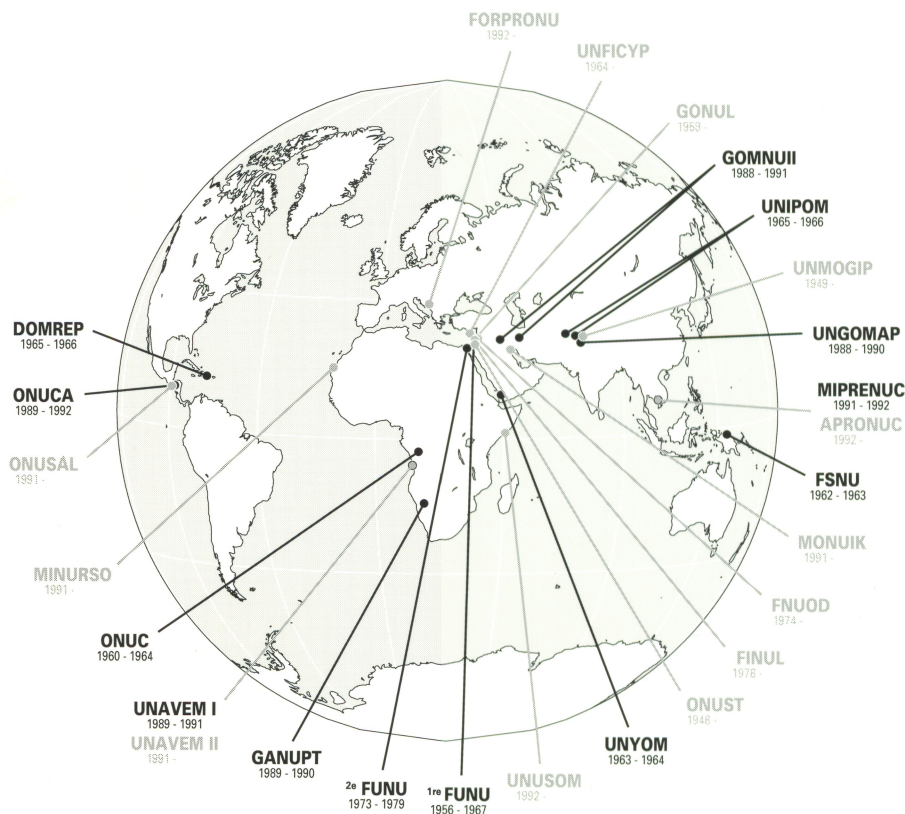 FORPRONU
1992 -
UNFICYP
1964 -
GONUL
1959 -
GOMNUII
1988 - 1991
UNIPOM
1965 - 1966
UNMOGIP
1949 -
UNGOMAP
1988 - 1990
MIPRENUC
1991 - 1992
APRONUC
1992 -
FSNU
1962 - 1963
MONUIK
1991 -
FNUOD
1974 -
FINUL
1978 -
ONUST
1948 -
UNYOM
1963 - 1964
UNUSOM
1992 -
1re FUNU
1956 - 1967
2e FUNU
1973 - 1979
GANUPT
1989 - 1990
UNAVEM I
1989 - 1991
UNAVEM II
1991 -
ONUC
1960 - 1964
MINURSO
1991 -
ONUSAL
1991 -
ONUCA
1989 - 1992
DOMREP
1965 - 1966